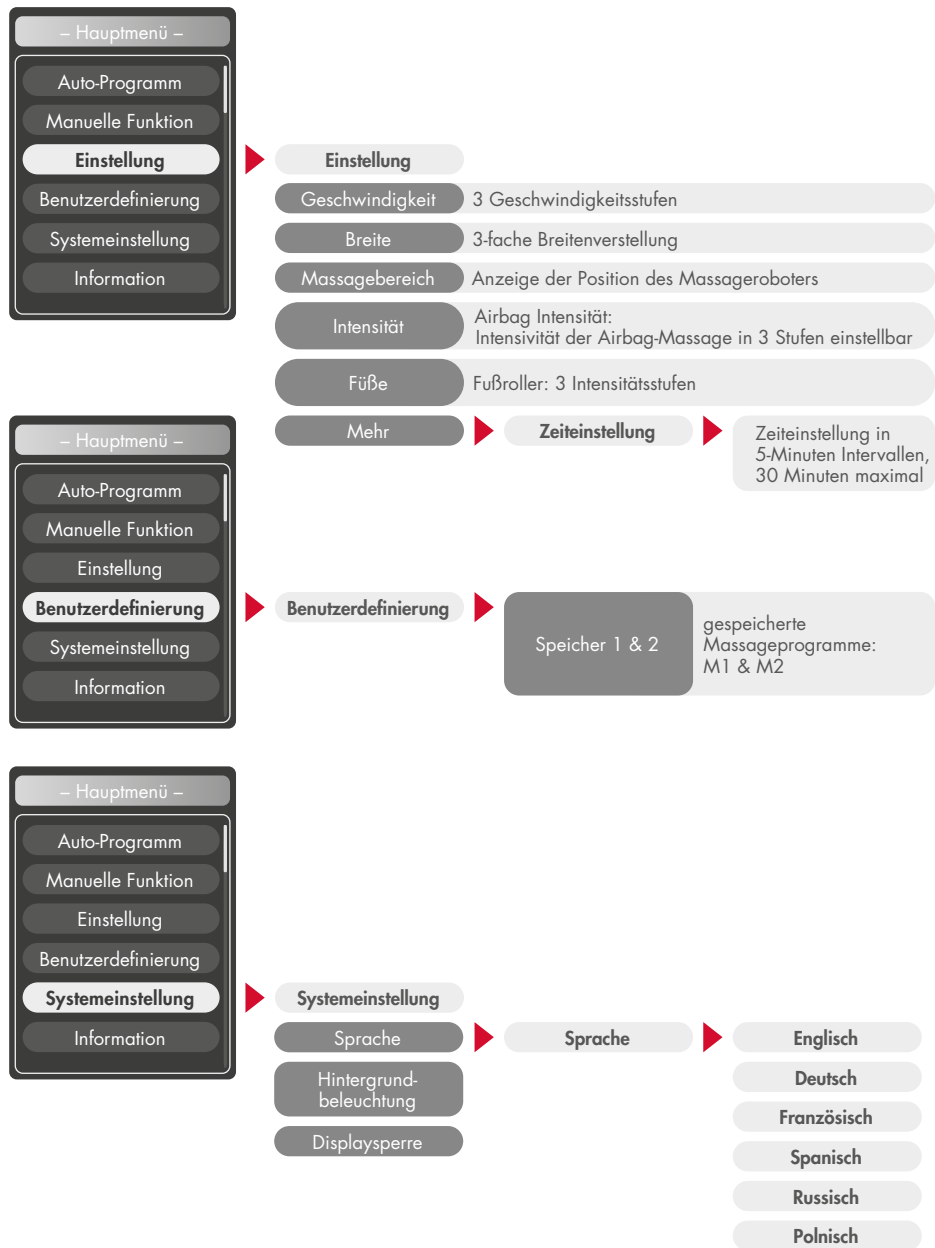 – Hauptmenü –
Auto-Programm
Manuelle Funktion
Einstellung
Benutzerdefinierung
Systemeinstellung
Information
Einstellung
Geschwindigkeit 3 Geschwindigkeitsstufen
Breite 3-fache Breitenverstellung
Massagebereich Anzeige der Position des Massageroboters
Intensität Airbag Intensität:
Intensivität der Airbag-Massage in 3 Stufen einstellbar
Füße Fußroller: 3 Intensitätsstufen
Mehr Zeiteinstellung Zeiteinstellung in
5-Minuten Intervallen,
30 Minuten maximal
– Hauptmenü –
Auto-Programm
Manuelle Funktion
Einstellung
Benutzerdefinierung
Systemeinstellung
Information
Benutzerdefinierung
Speicher 1 & 2
gespeicherte
Massageprogramme:
M1 & M2
– Hauptmenü –
Auto-Programm
Manuelle Funktion
Einstellung
Benutzerdefinierung
Systemeinstellung
Information
Systemeinstellung
Sprache
Hintergrund-
beleuchtung
Displaysperre
Sprache
Englisch
Deutsch
Französisch
Spanisch
Russisch
Polnisch